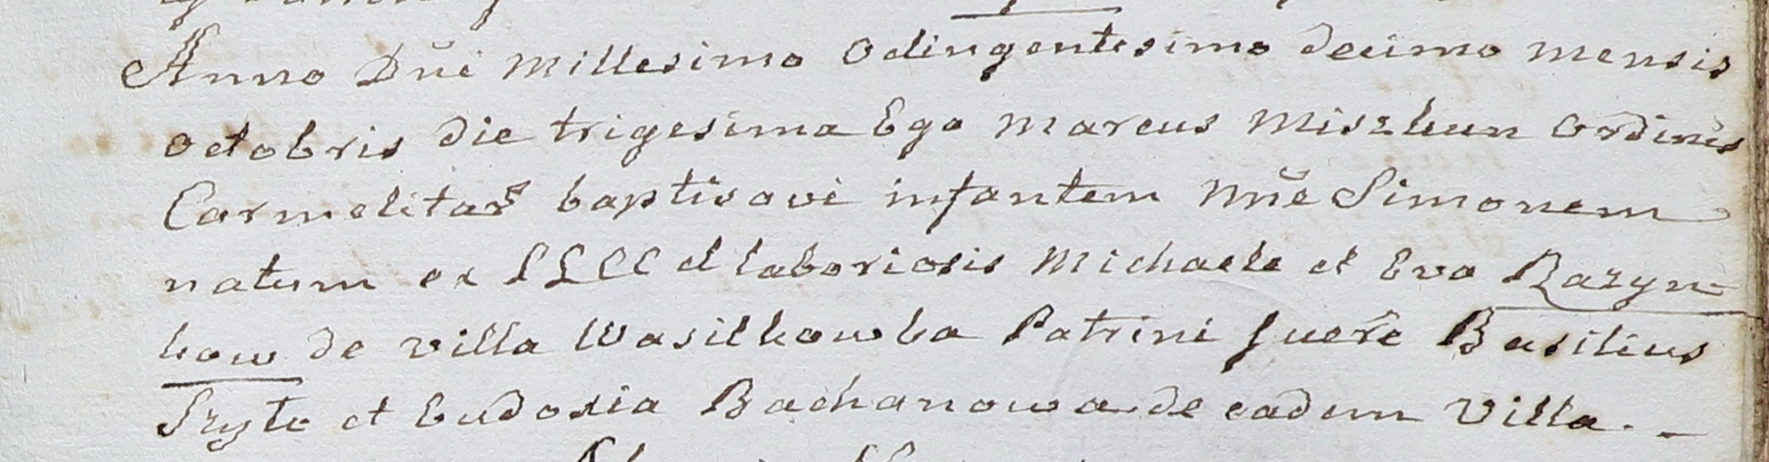 Anno Dñi Millesimo Octingentesimo decimo mensis
Octobris die trigesima Ego Marcus Miszkun Ordinis
Carmelitar baptisavi infantem Nñe Simonem
natum ex LLCC et laboriosis Michaele et Eva Razyn-
kow de villa Wasilkowka Patrini fuere Basilius
et Eudoxia Bachanowa de eadem Villa. -